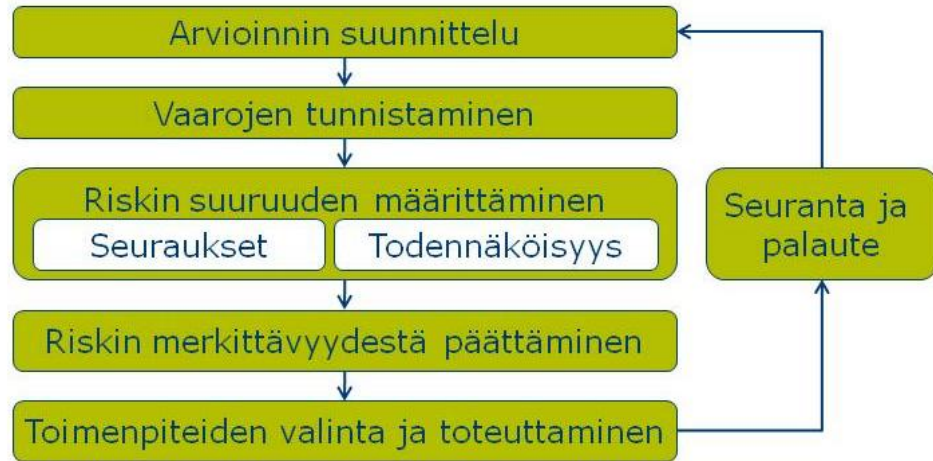 Arvioinnin suunnittelu
Vaarojen tunnistaminen
Riskin suuruuden määrittäminen
Seuraukset
Todennäköisyys
Riskin merkittävyydestä päättäminen
Toimenpiteiden valinta ja toteuttaminen
Seuranta ja
palaute